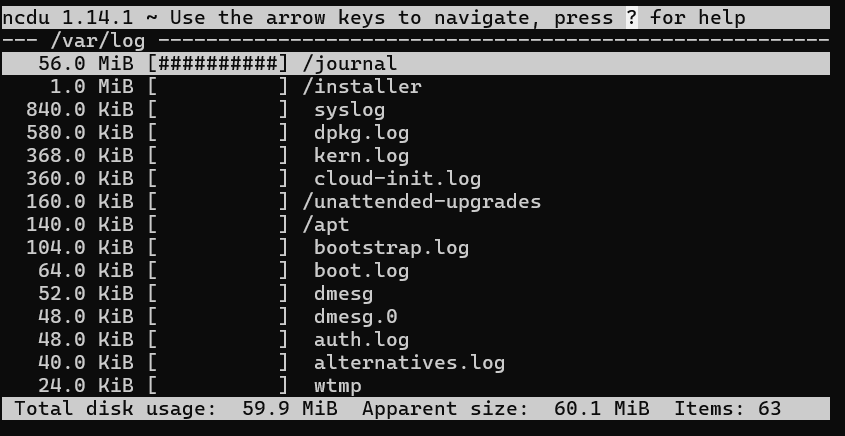 ncdu 1.14.1 ~ Use the arrow keys to navigate, press ? for help
--- /var/log --------------------------------------------------------
   56.0 MiB [##########] /journal
    1.0 MiB [          ] /installer
  840.0 KiB [          ]  syslog
  580.0 KiB [          ]  dpkg.log
  368.0 KiB [          ]  kern.log
  360.0 KiB [          ]  cloud-init.log
  160.0 KiB [          ] /unattended-upgrades
  140.0 KiB [          ] /apt
  104.0 KiB [          ]  bootstrap.log
   64.0 KiB [          ]  boot.log
   52.0 KiB [          ]  dmesg
   48.0 KiB [          ]  dmesg.0
   48.0 KiB [          ]  auth.log
   40.0 KiB [          ]  alternatives.log
   24.0 KiB [          ]  wtmp
 Total disk usage:  59.9 MiB  Apparent size:  60.1 MiB  Items: 63